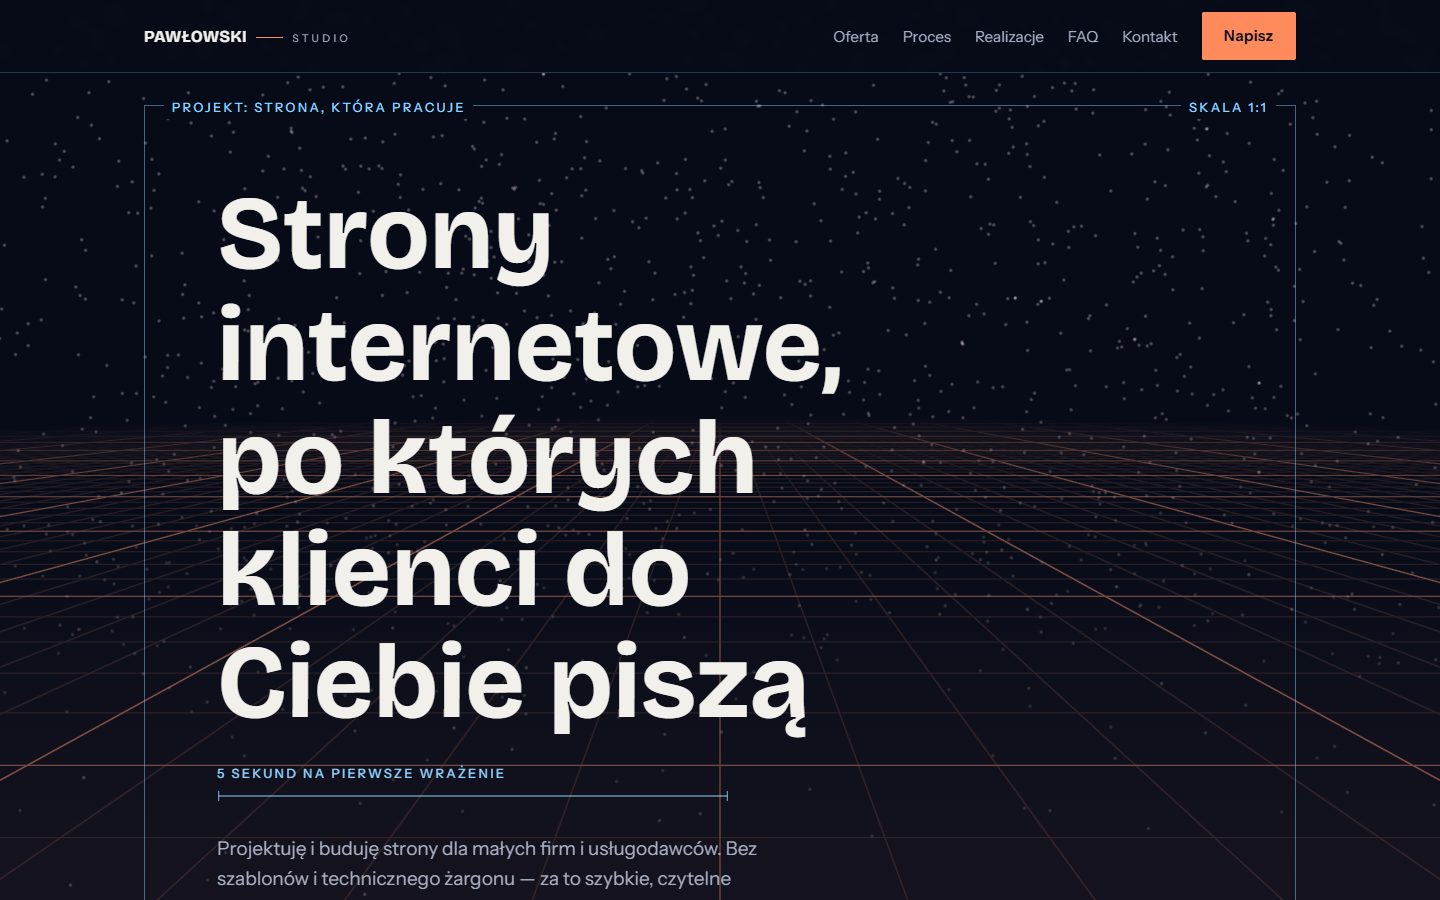 PAWŁOWSKI — STUDIO
Oferta Proces Realizacje FAQ Kontakt Napisz
PROJEKT: STRONA, KTÓRA PRACUJE
SKALA 1:1
Strony
internetowe,
po których
klienci do
Ciebie piszą
5 SEKUND NA PIERWSZE WRAŻENIE
Projektuję i buduję strony dla małych firm i usługodawców. Bez
szablonów i technicznego żargonu — za to szybkie, czytelne